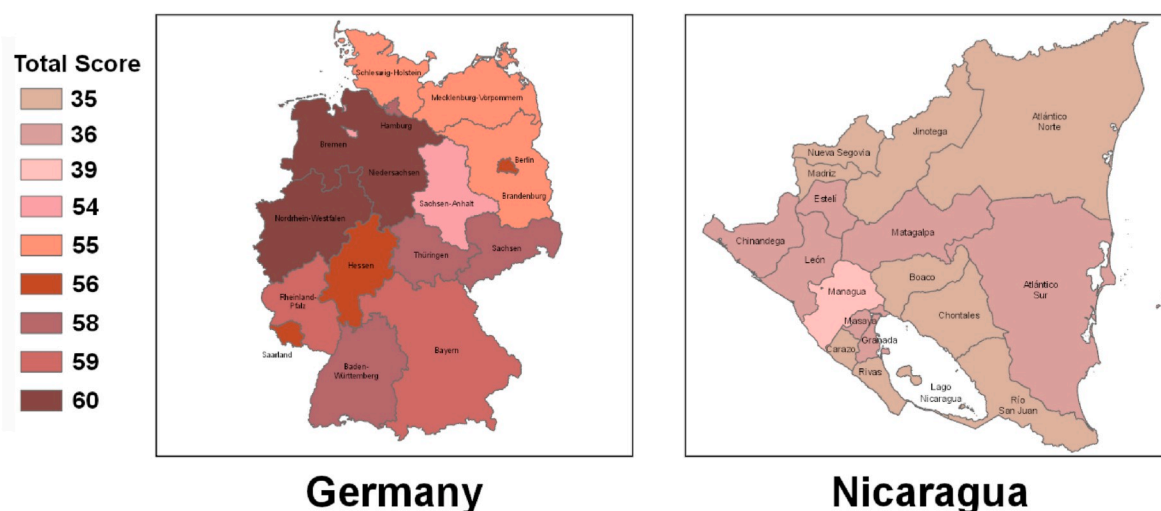 Total Score
35
36
39
54
55
56
58
59
60
Schlesrig-Holstein
Mecklenburg-Vorpommern
Hamburg
Bremen
Niedersachsen
Berlin
Brandenburg
Sachsen-Anhalt
Nordrhein-Westfalen
Hessen
Thüringen
Sachsen
Rheinland-
Pfalz
Saarland
Bayern
Baden-
Württemberg
Germany
Atlántico
Norte
Jinotega
Nueva Segovia
Madriz
Estelí
Chinandega
León
Matagalpa
Boaco
Atlántico
Sur
Managua
Chontales
Masaya
Granada
Carazo
Rivas
Lago
Nicaragua
Río
San Juan
Nicaragua